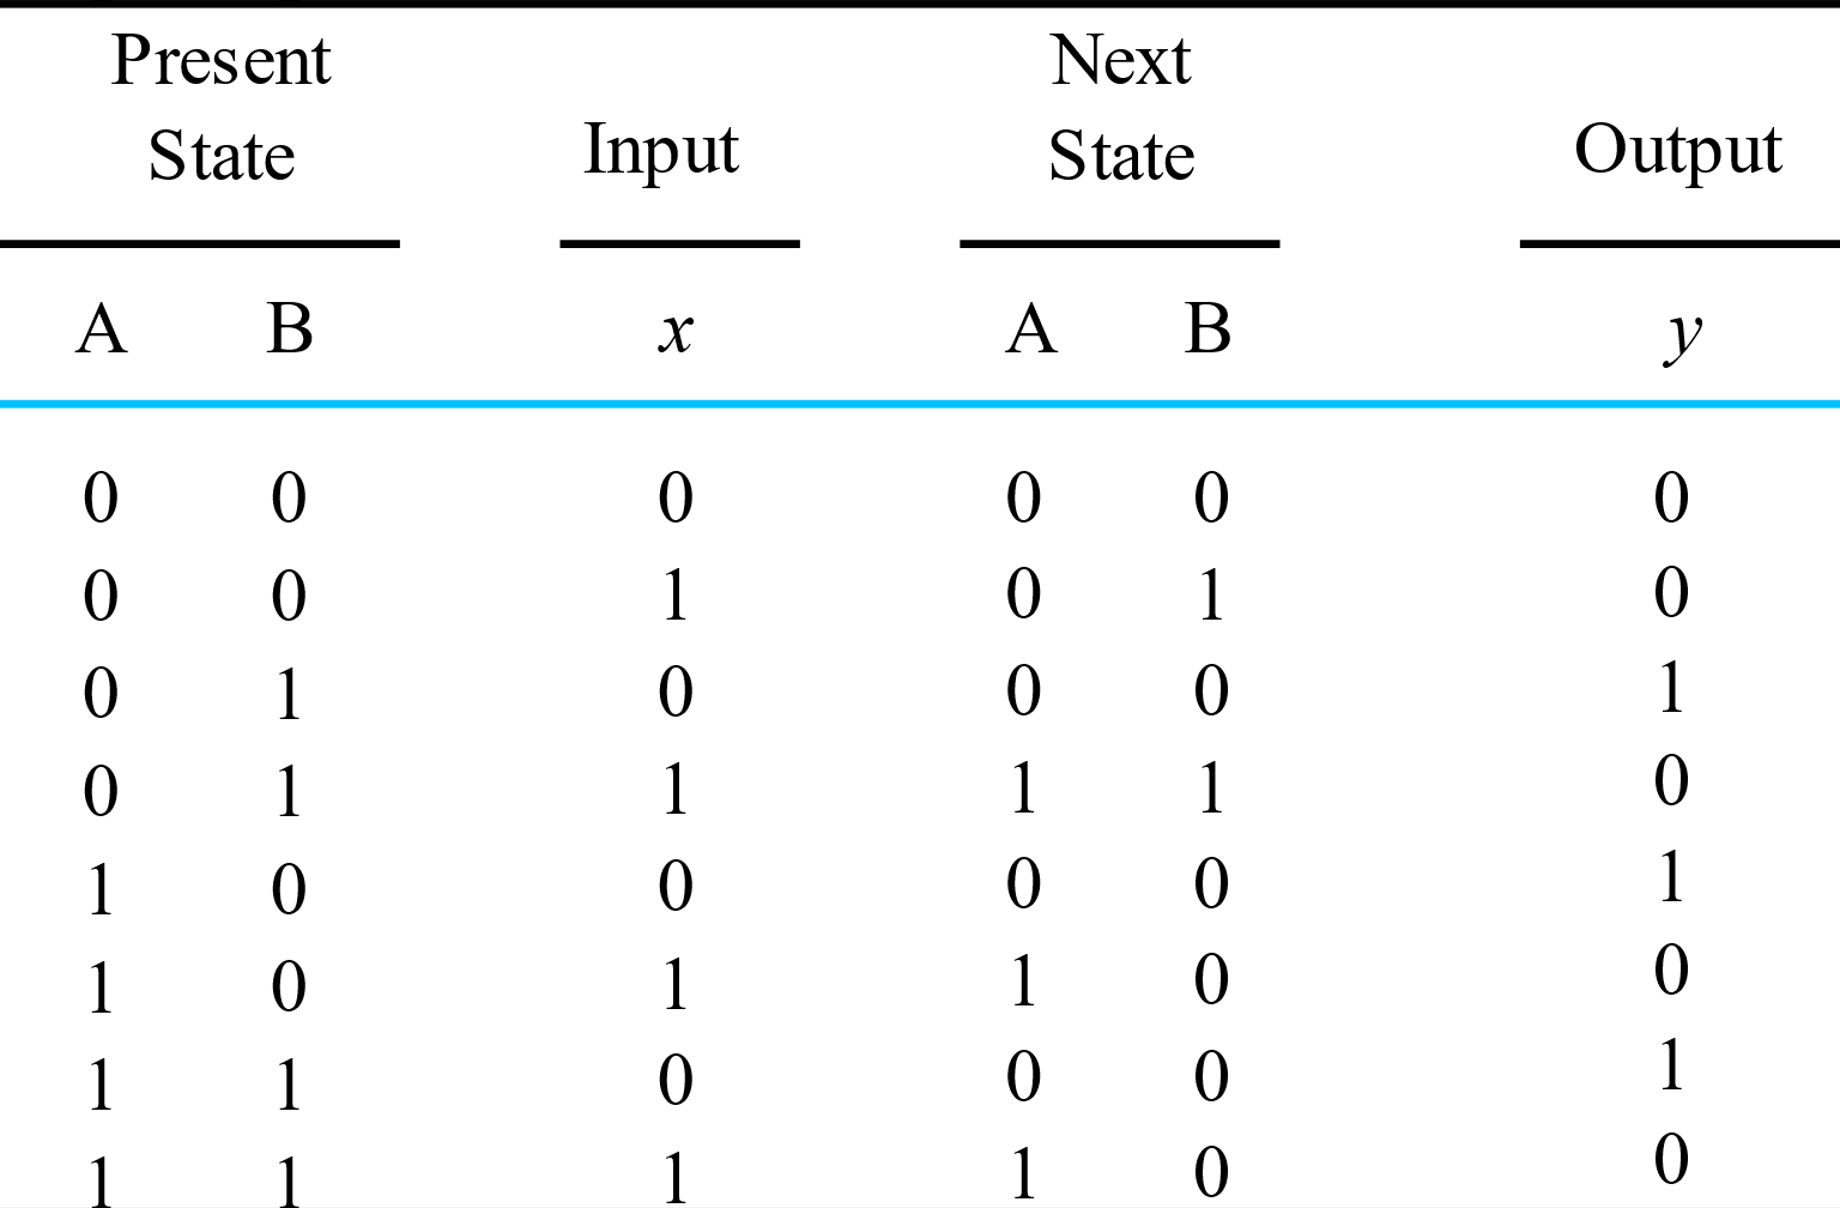 Present Next
State Input State Output
A B x A B y
0 0 0 0 0 0
0 0 1 0 1 0
0 1 0 0 0 1
0 1 1 1 1 0
1 0 0 0 0 1
1 0 1 1 0 0
1 1 0 0 0 1
1 1 1 1 0 0